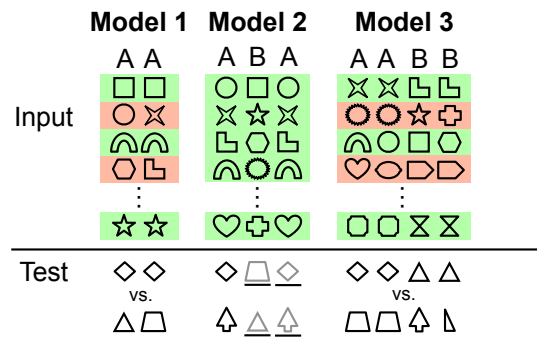 Model 1 Model 2 Model 3
A A A B A A A B B
Input
Test
vs. vs.